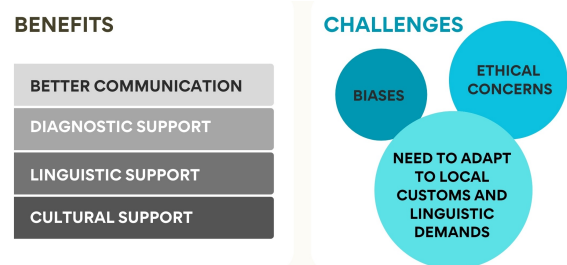 BENEFITS
BETTER COMMUNICATION
DIAGNOSTIC SUPPORT
LINGUISTIC SUPPORT
CULTURAL SUPPORT
CHALLENGES
BIASES
ETHICAL
CONCERNS
NEED TO ADAPT
TO LOCAL
CUSTOMS AND
LINGUISTIC
DEMANDS